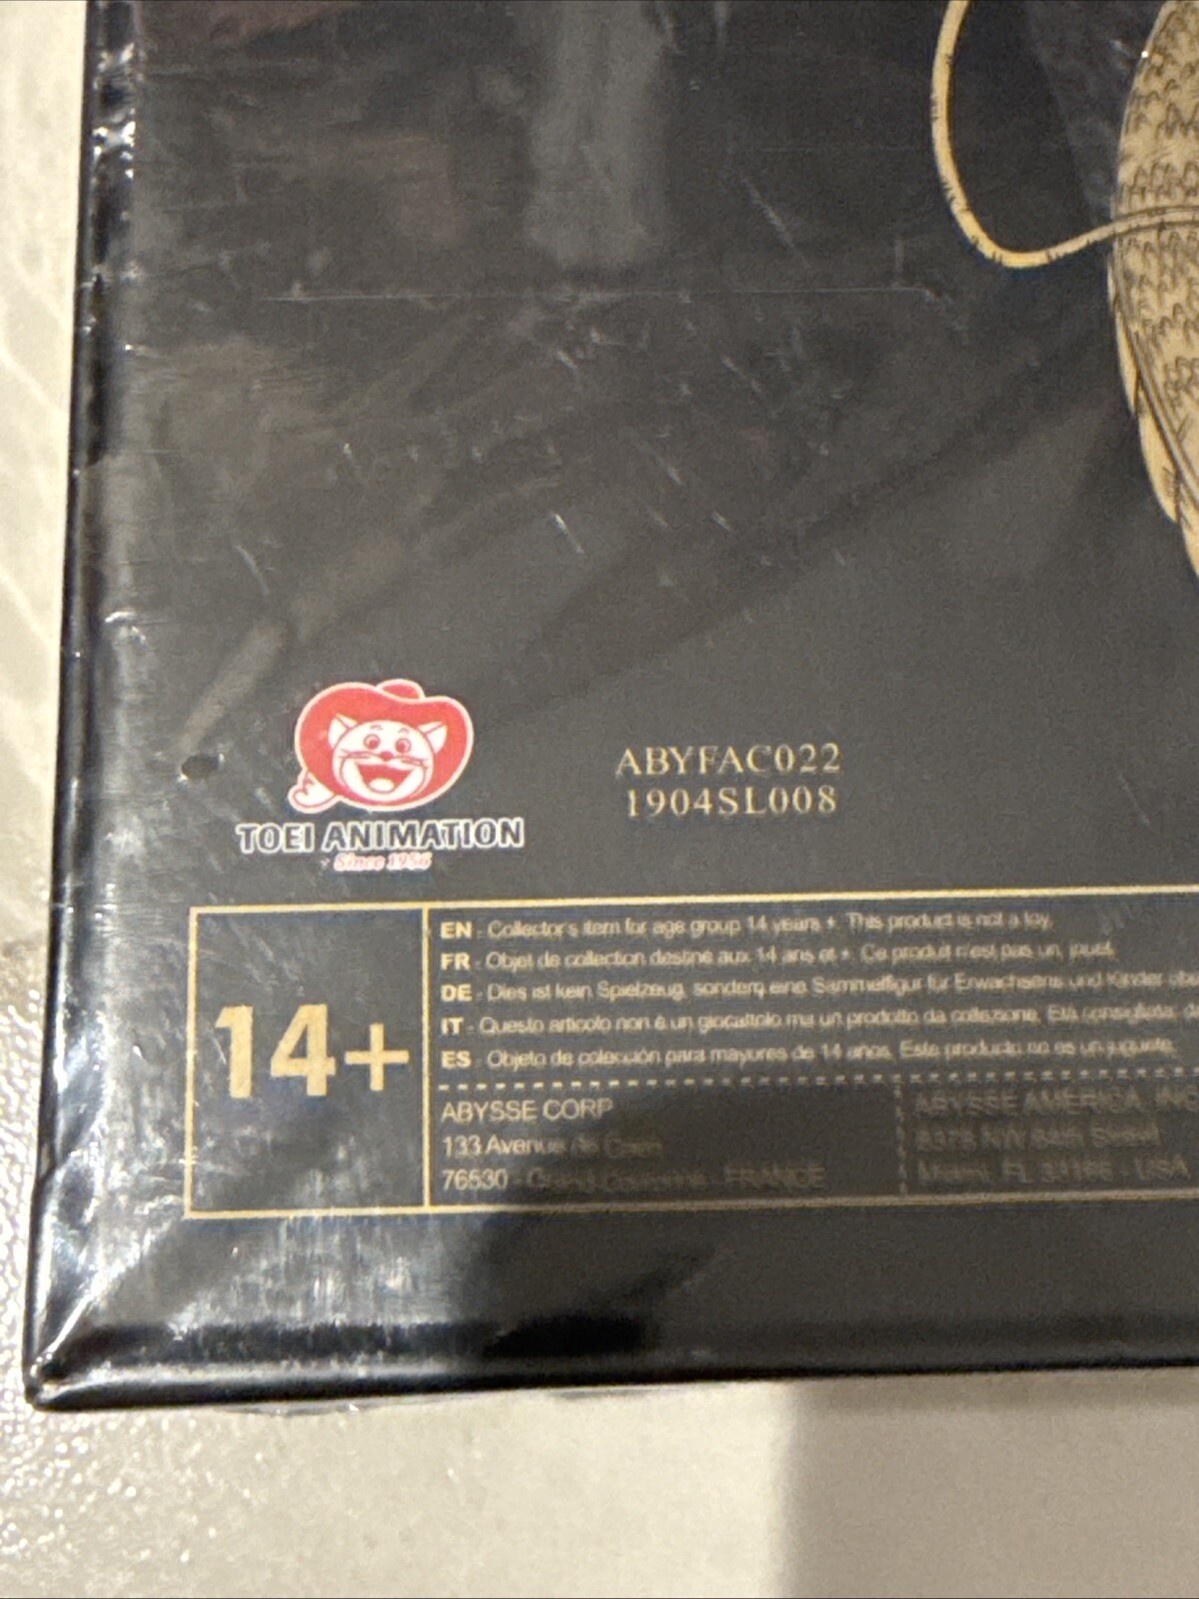 TOEI ANIMATION
Since 1956
ABYFAC022
1904SL008
14+
EN - Collector's item for age group 14 years +. This product is not a toy.
FR - Objet de collection destiné aux 14 ans et +. Ce produit n'est pas un jouet.
DE - Dies ist kein Spielzeug, sondern eine Sammelfigur für Erwachsene und Kinder
IT - Questo articolo non è un giocattolo ma un prodotto da collezione. Età consigliata:
ES - Objeto de colección para mayores de 14 años. Este producto no es un juguete.
ABYSSE CORP
133 Avenue de Caen
76530 - Grand Couronne - FRANCE
ABYSSE AMERICA, INC
NW Street
Miami, FL 33166 - USA